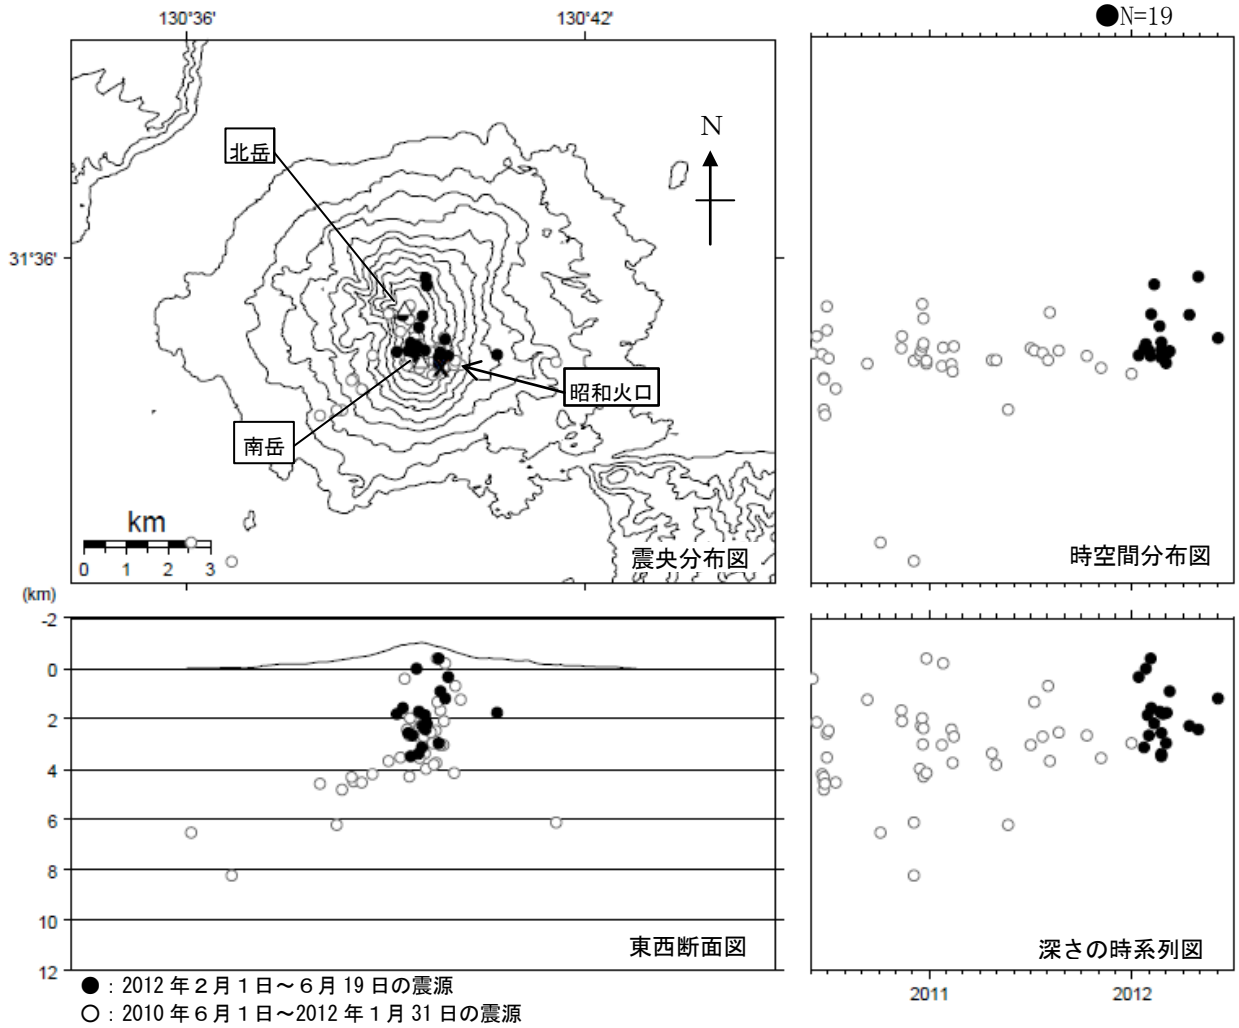 130°36'
130°42'
●N=19
北岳
N
31°36'
昭和火口
南岳
km
0 1 2 3
震央分布図
時空間分布図
(km)
-2
0
2
4
6
8
10
12
東西断面図
深さの時系列図
2011
2012
●：2012 年２月１日～６月 19 日の震源
○：2010 年６月１日～2012 年１月 31 日の震源